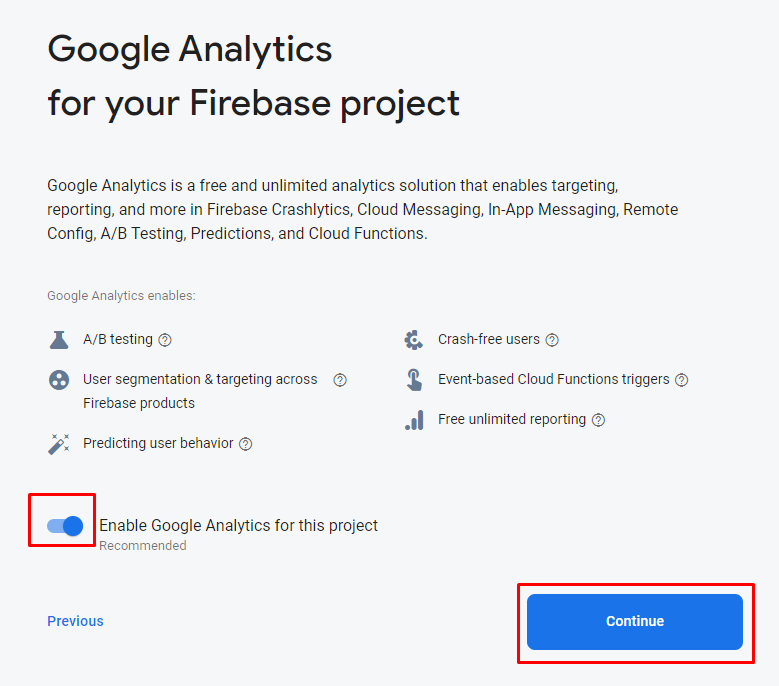 Google Analytics
for your Firebase project
Google Analytics is a free and unlimited analytics solution that enables targeting,
reporting, and more in Firebase Crashlytics, Cloud Messaging, In-App Messaging, Remote
Config, A/B Testing, Predictions, and Cloud Functions.
Google Analytics enables:
A/B testing
User segmentation & targeting across
Firebase products
Predicting user behavior
Crash-free users
Event-based Cloud Functions triggers
Free unlimited reporting
Enable Google Analytics for this project
Recommended
Previous
Continue